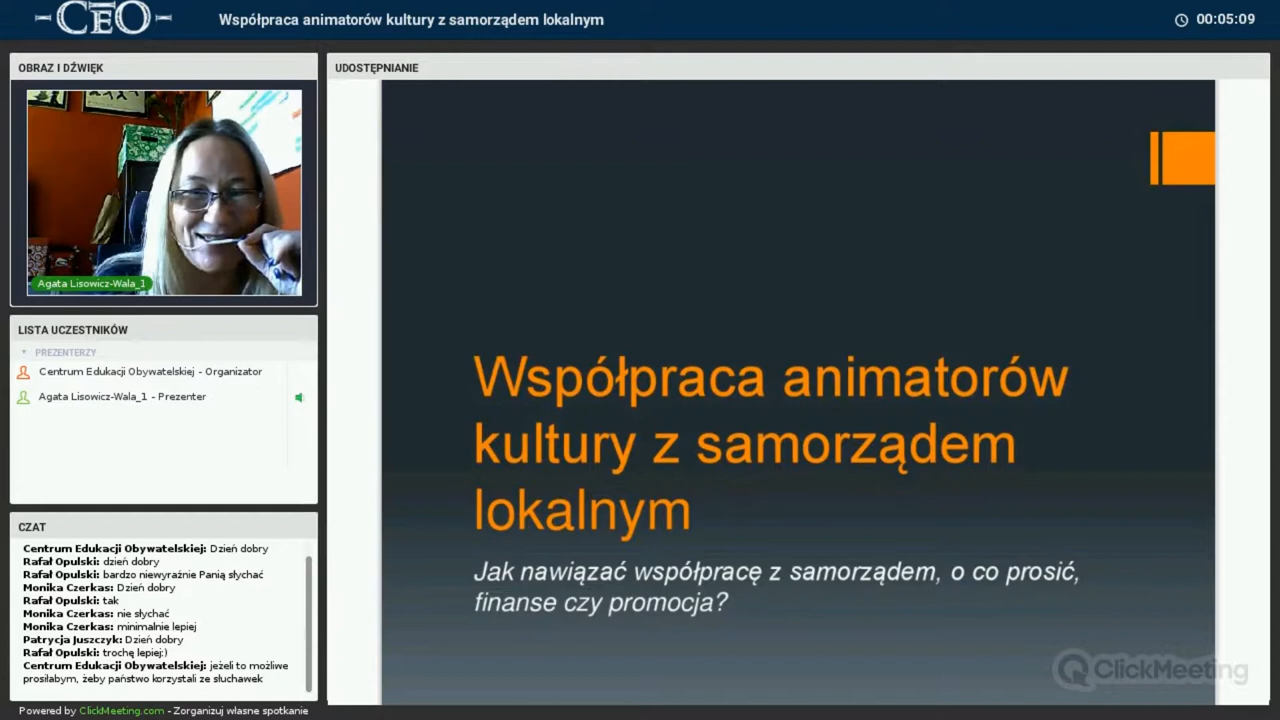 CEO
Współpraca animatorów kultury z samorządem lokalnym
00:05:09
OBRAZ I DŹWIĘK
Agata Lisowicz-Wala_1
LISTA UCZESTNIKÓW
PREZENTERZY
Centrum Edukacji Obywatelskiej - Organizator
Agata Lisowicz-Wala_1 - Prezenter
CZAT
Centrum Edukacji Obywatelskiej: Dzień dobry
Rafał Opulski: dzień dobry
Rafał Opulski: bardzo niewyraźnie Panią słychać
Monika Czerkas: Dzień dobry
Rafał Opulski: tak
Monika Czerkas: nie słychać
Monika Czerkas: minimalnie lepiej
Patrycja Juszczyk: Dzień dobry
Rafał Opulski: trochę lepiej:)
Centrum Edukacji Obywatelskiej: jeżeli to możliwe
prosilabym, żeby państwo korzystali ze słuchawek
Powered by ClickMeeting.com - Zorganizuj własne spotkanie
UDOSTĘPNIANIE
Współpraca animatorów
kultury z samorządem
lokalnym
Jak nawiązać współpracę z samorządem, o co prosić,
finanse czy promocja?
ClickMeeting